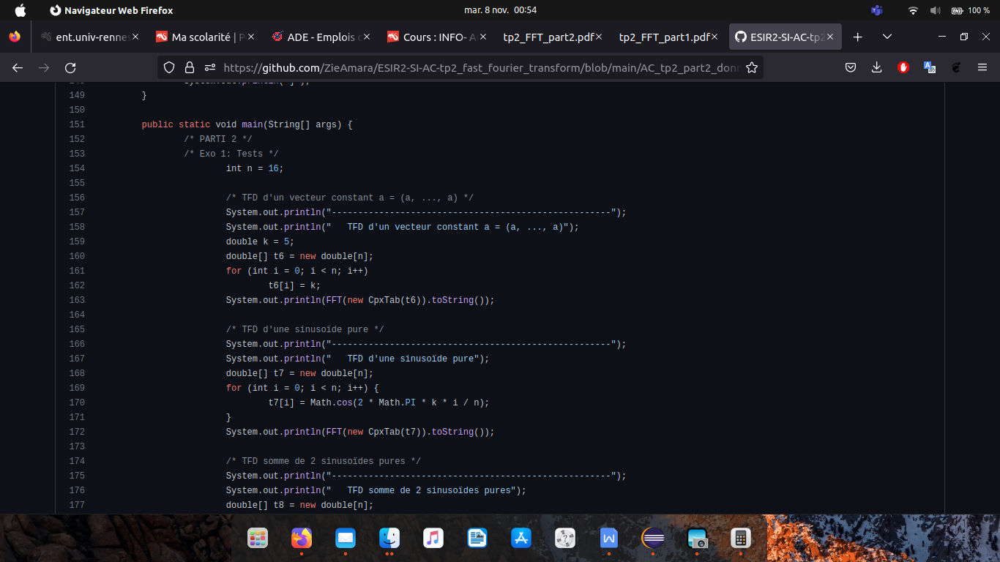 Navigateur Web Firefox
mar. 8 nov. 00:54
100 %
ent.univ-rennes
Ma scolarité | P
ADE - Emplois
Cours : INFO- A
tp2_FFT_part2.pdf
tp2_FFT_part1.pdf
ESIR2-SI-AC-tp2
https://github.com/ZieAmara/ESIR2-SI-AC-tp2_fast_fourier_transform/blob/main/AC_tp2_part2_donn
149 }
150
151 public static void main(String[] args) {
152 /* PARTI 2 */
153 /* Exo 1: Tests */
154 int n = 16;
155
156 /* TFD d'un vecteur constant a = (a, ..., a) */
157 System.out.println("-----------------------------------------------------");
158 System.out.println("   TFD d'un vecteur constant a = (a, ..., a)");
159 double k = 5;
160 double[] t6 = new double[n];
161 for (int i = 0; i < n; i++)
162 t6[i] = k;
163 System.out.println(FFT(new CpxTab(t6)).toString());
164
165 /* TFD d'une sinusoïde pure */
166 System.out.println("-----------------------------------------------------");
167 System.out.println("   TFD d'une sinusoïde pure");
168 double[] t7 = new double[n];
169 for (int i = 0; i < n; i++) {
170 t7[i] = Math.cos(2 * Math.PI * k * i / n);
171 }
172 System.out.println(FFT(new CpxTab(t7)).toString());
173
174 /* TFD somme de 2 sinusoïdes pures */
175 System.out.println("-----------------------------------------------------");
176 System.out.println("   TFD somme de 2 sinusoïdes pures");
177 double[] t8 = new double[n];